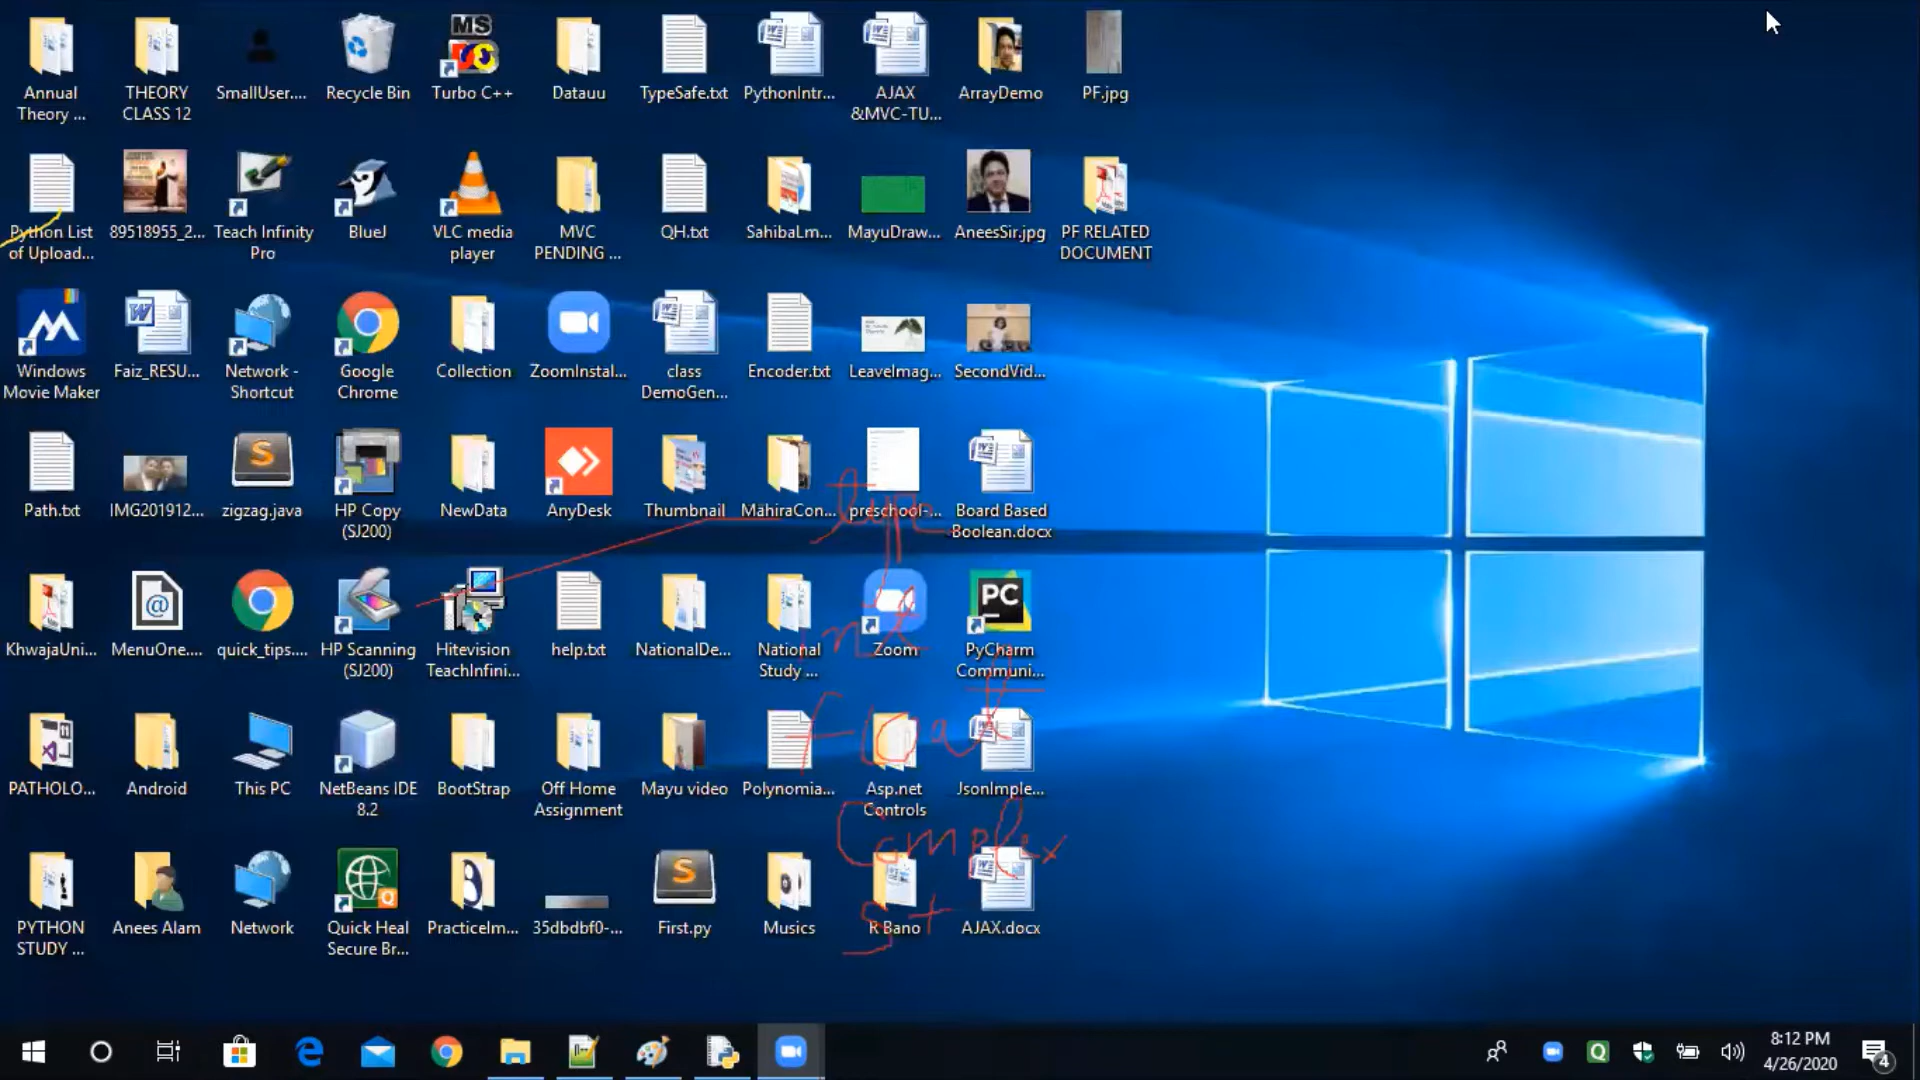 Annual Theory ...
THEORY CLASS 12
SmallUser....
Recycle Bin
Turbo C++
Datauu
TypeSafe.txt
PythonIntr...
AJAX &MVC-TU...
ArrayDemo
PF.jpg
Python List of Upload...
89518955_2...
Teach Infinity Pro
BlueJ
VLC media player
MVC PENDING ...
QH.txt
SahibaLm...
MayuDraw...
AneesSir.jpg
PF RELATED DOCUMENT
Windows Movie Maker
Faiz_RESU...
Network - Shortcut
Google Chrome
Collection
ZoomInstal...
class DemoGen...
Encoder.txt
LeaveImag...
SecondVid...
Path.txt
IMG201912...
zigzag.java
HP Copy (SJ200)
NewData
AnyDesk
Thumbnail
MahiraCon...
preschool-...
Board Based Boolean.docx
type
KhwajaUni...
MenuOne....
quick_tips....
HP Scanning (SJ200)
Hitevision TeachInfini...
help.txt
NationalDe...
National Study ...
Zoom
PyCharm Communi...
int
PATHOLO...
Android
This PC
NetBeans IDE 8.2
BootStrap
Off Home Assignment
Mayu video
Polynomia...
Asp.net Controls
JsonImple...
float
Complex
PYTHON STUDY ...
Anees Alam
Network
Quick Heal Secure Br...
PracticeIm...
35dbdbf0-...
First.py
Musics
R Bano
AJAX.docx
8:12 PM
4/26/2020
4